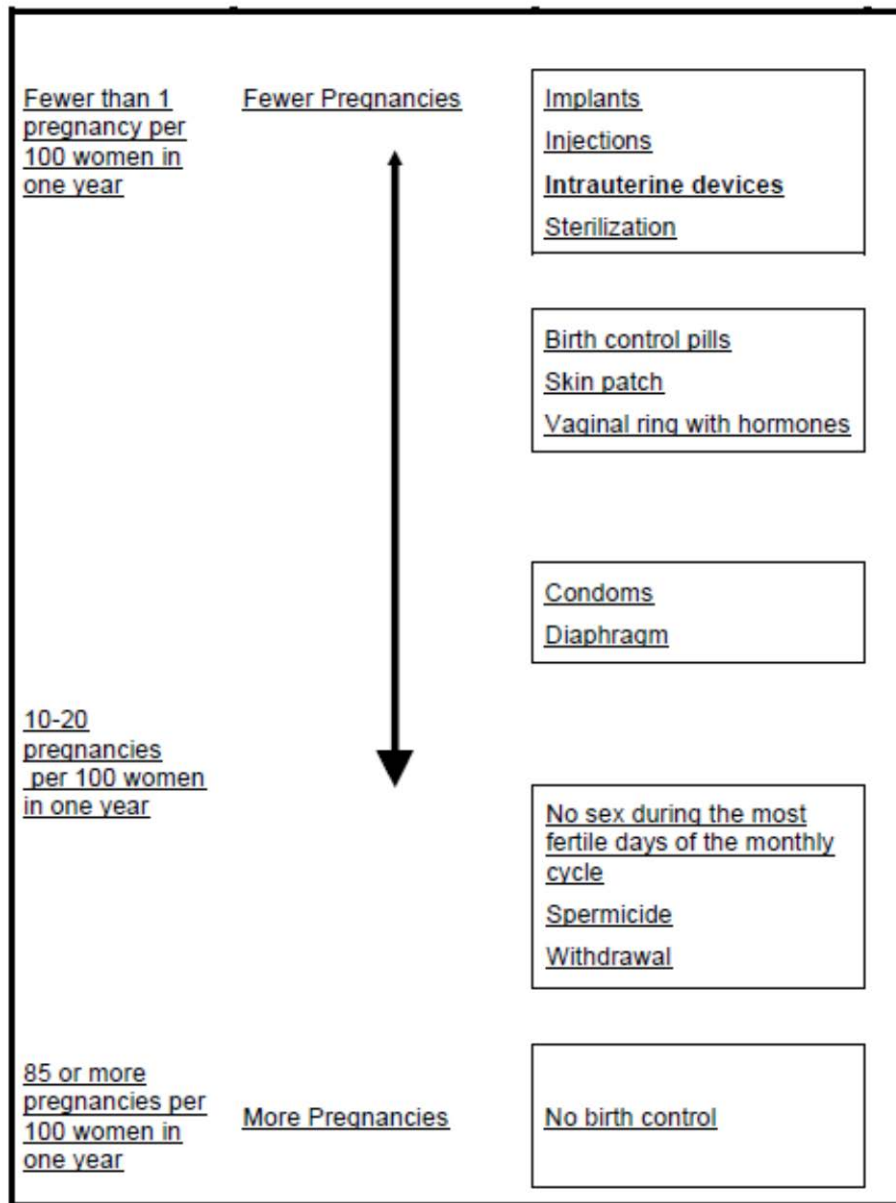 Fewer than 1
pregnancy per
100 women in
one year
Fewer Pregnancies
Implants
Injections
Intrauterine devices
Sterilization
Birth control pills
Skin patch
Vaginal ring with hormones
Condoms
Diaphragm
10-20
pregnancies
per 100 women
in one year
No sex during the most
fertile days of the monthly
cycle
Spermicide
Withdrawal
85 or more
pregnancies per
100 women in
one year
More Pregnancies
No birth control